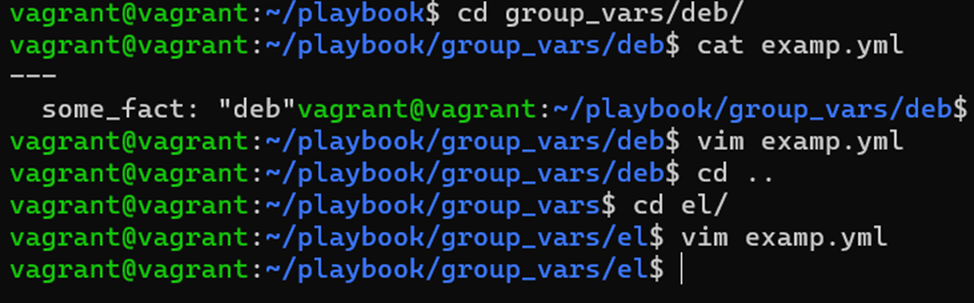 vagrant@vagrant:~/playbook$ cd group_vars/deb/
vagrant@vagrant:~/playbook/group_vars/deb$ cat examp.yml
---
  some_fact: "deb"vagrant@vagrant:~/playbook/group_vars/deb$
vagrant@vagrant:~/playbook/group_vars/deb$ vim examp.yml
vagrant@vagrant:~/playbook/group_vars/deb$ cd ..
vagrant@vagrant:~/playbook/group_vars$ cd el/
vagrant@vagrant:~/playbook/group_vars/el$ vim examp.yml
vagrant@vagrant:~/playbook/group_vars/el$